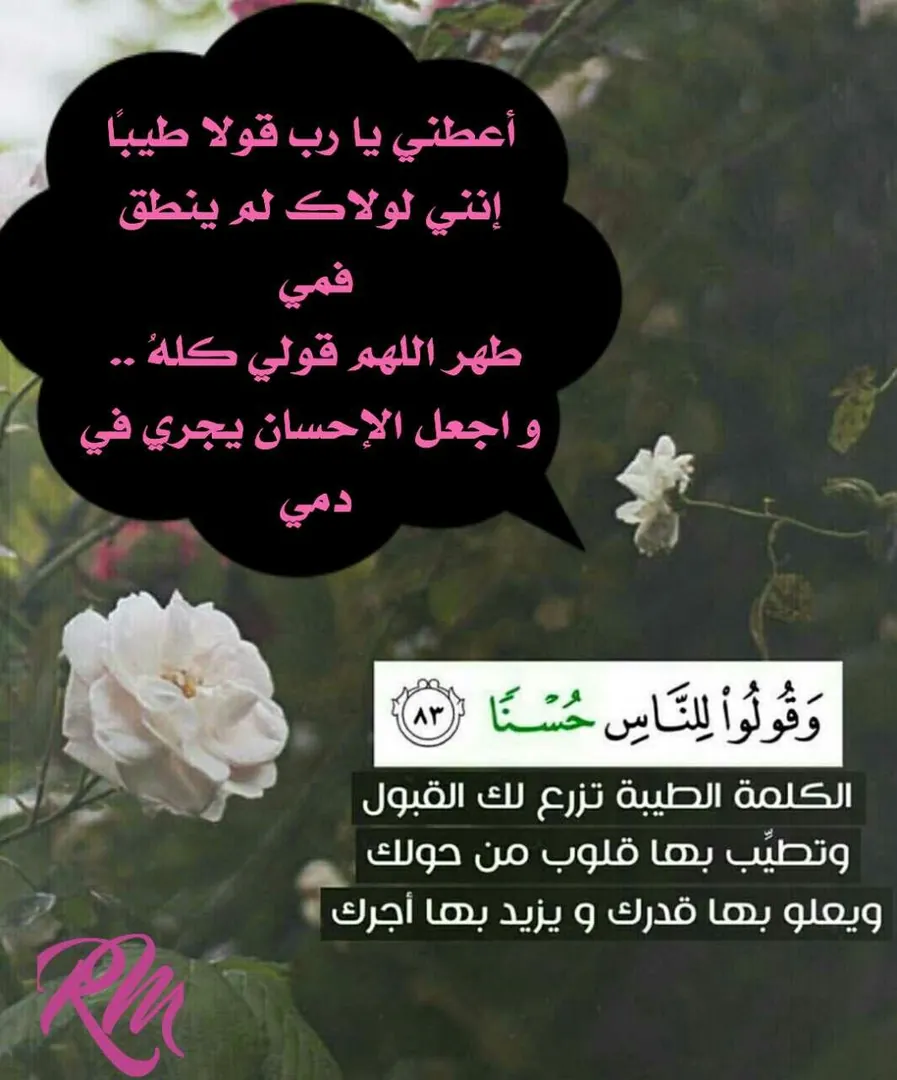 أعطني يا رب قولا طيبًا
إنني لولاك لم ينطق
فمي
طهر اللهم قولي كلهُ ..
و اجعل الإحسان يجري في
دمي
وَقُولُوا۟ لِلنَّاسِ حُسْنًا ٨٣
الكلمة الطيبة تزرع لك القبول
وتطيِّب بها قلوب من حولك
ويعلو بها قدرك و يزيد بها أجرك
RM